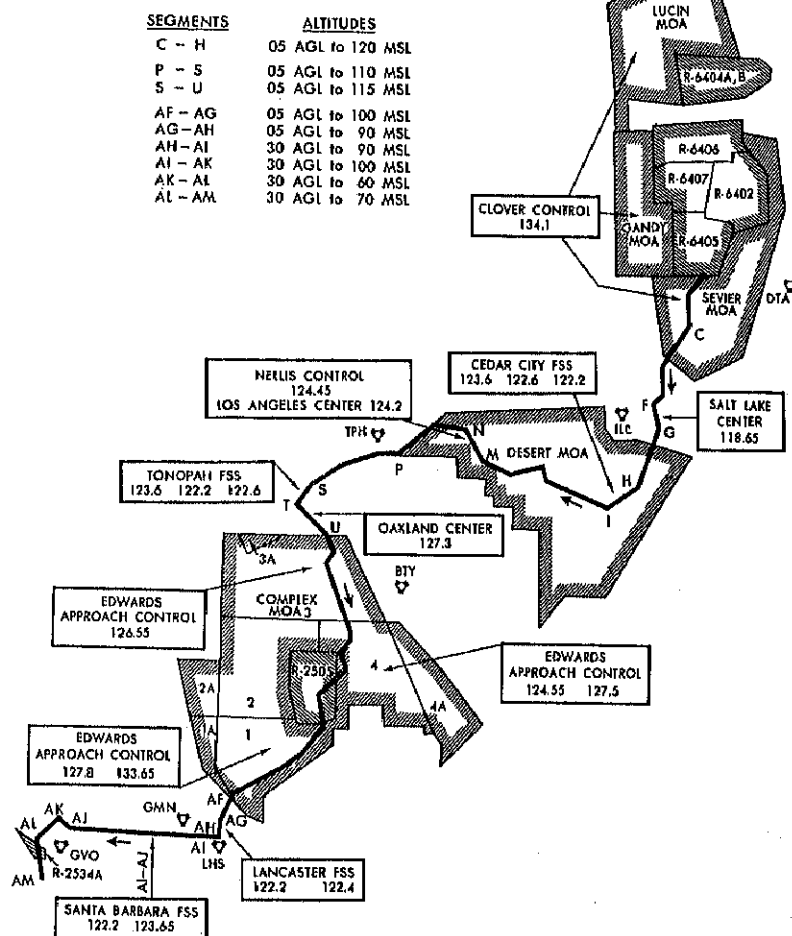 SEGMENTS ALTITUDES
C - H 05 AGL to 120 MSL
P - S 05 AGL to 110 MSL
S - U 05 AGL to 115 MSL
AF - AG 05 AGL to 100 MSL
AG - AH 05 AGL to 90 MSL
AH - AI 30 AGL to 90 MSL
AI - AK 30 AGL to 100 MSL
AK - AL 30 AGL to 60 MSL
AL - AM 30 AGL to 70 MSL
LUCIN
MOA
R-6404A,B
R-6406
R-6407
R-6402
CLOVER CONTROL
134.1
GANDY
MOA
R-6405
SEVIER
MOA
DTA
C
NELLIS CONTROL
124.45
LOS ANGELES CENTER 124.2
CEDAR CITY FSS
123.6 122.6 122.2
SALT LAKE
CENTER
118.65
F
G
ILC
TPH
N
M
DESERT MOA
P
H
I
TONOPAH FSS
123.6 122.2 122.6
S
T
U
OAKLAND CENTER
127.3
3A
BTY
EDWARDS
APPROACH CONTROL
126.55
COMPLEX
MOA 3
R-2505
4
EDWARDS
APPROACH CONTROL
124.55 127.5
2A
2
4A
1A
1
EDWARDS
APPROACH CONTROL
127.8 133.65
AF
AG
AH
AI
LHS
GMN
AJ
AK
AL
GVO
R-2534A
AM
AI-AJ
LANCASTER FSS
122.2 122.4
SANTA BARBARA FSS
122.2 123.65